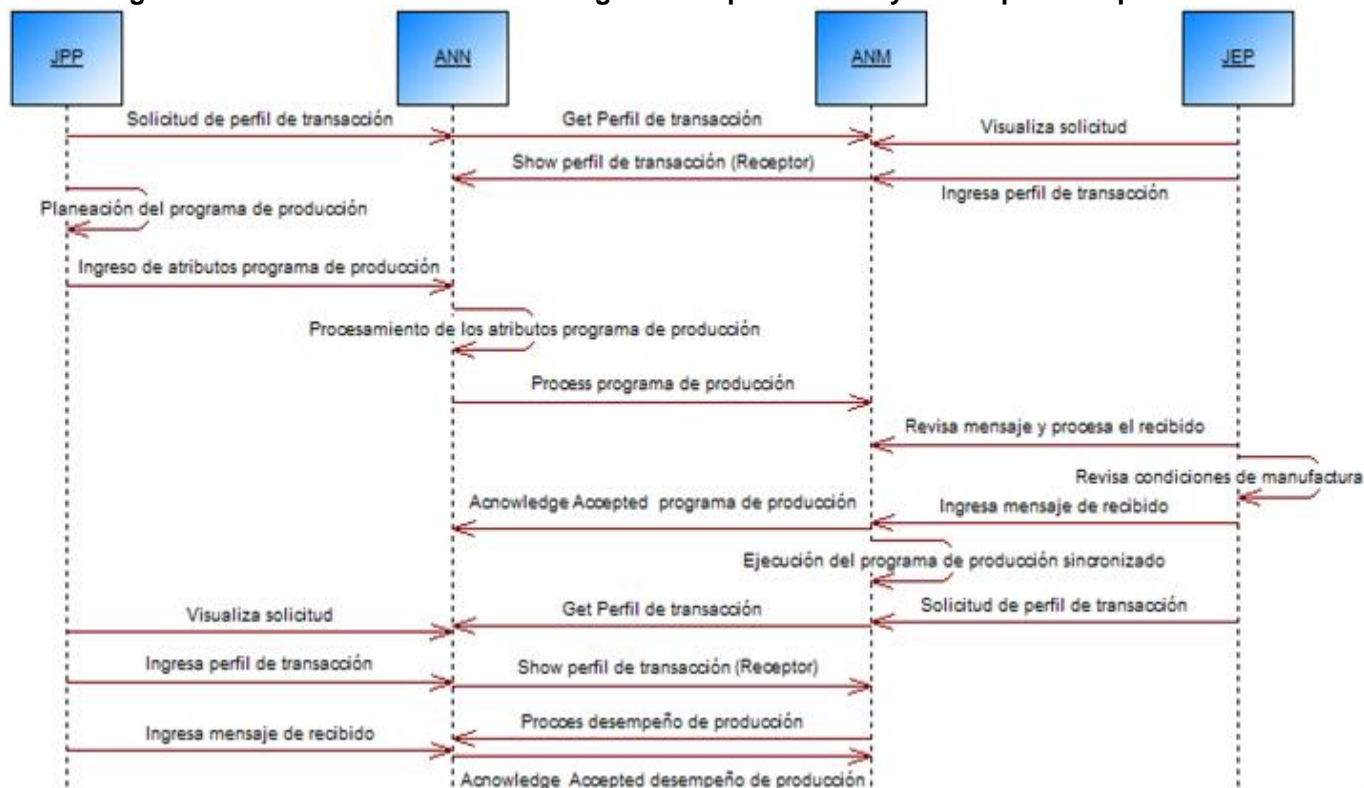 JPP
ANN
ANM
JEP
Solicitud de perfil de transacción
Get Perfil de transacción
Visualiza solicitud
Show perfil de transacción (Receptor)
Ingresa perfil de transacción
Planeación del programa de producción
Ingreso de atributos programa de producción
Procesamiento de los atributos programa de producción
Process programa de producción
Revisa mensaje y procesa el recibido
Revisa condiciones de manufactura
Acnowledge Accepted programa de producción
Ingresa mensaje de recibido
Ejecución del programa de producción sincronizado
Solicitud de perfil de transacción
Get Perfil de transacción
Visualiza solicitud
Ingresa perfil de transacción
Show perfil de transacción (Receptor)
Procces desempeño de producción
Ingresa mensaje de recibido
Acnowledge Accepted desempeño de producción